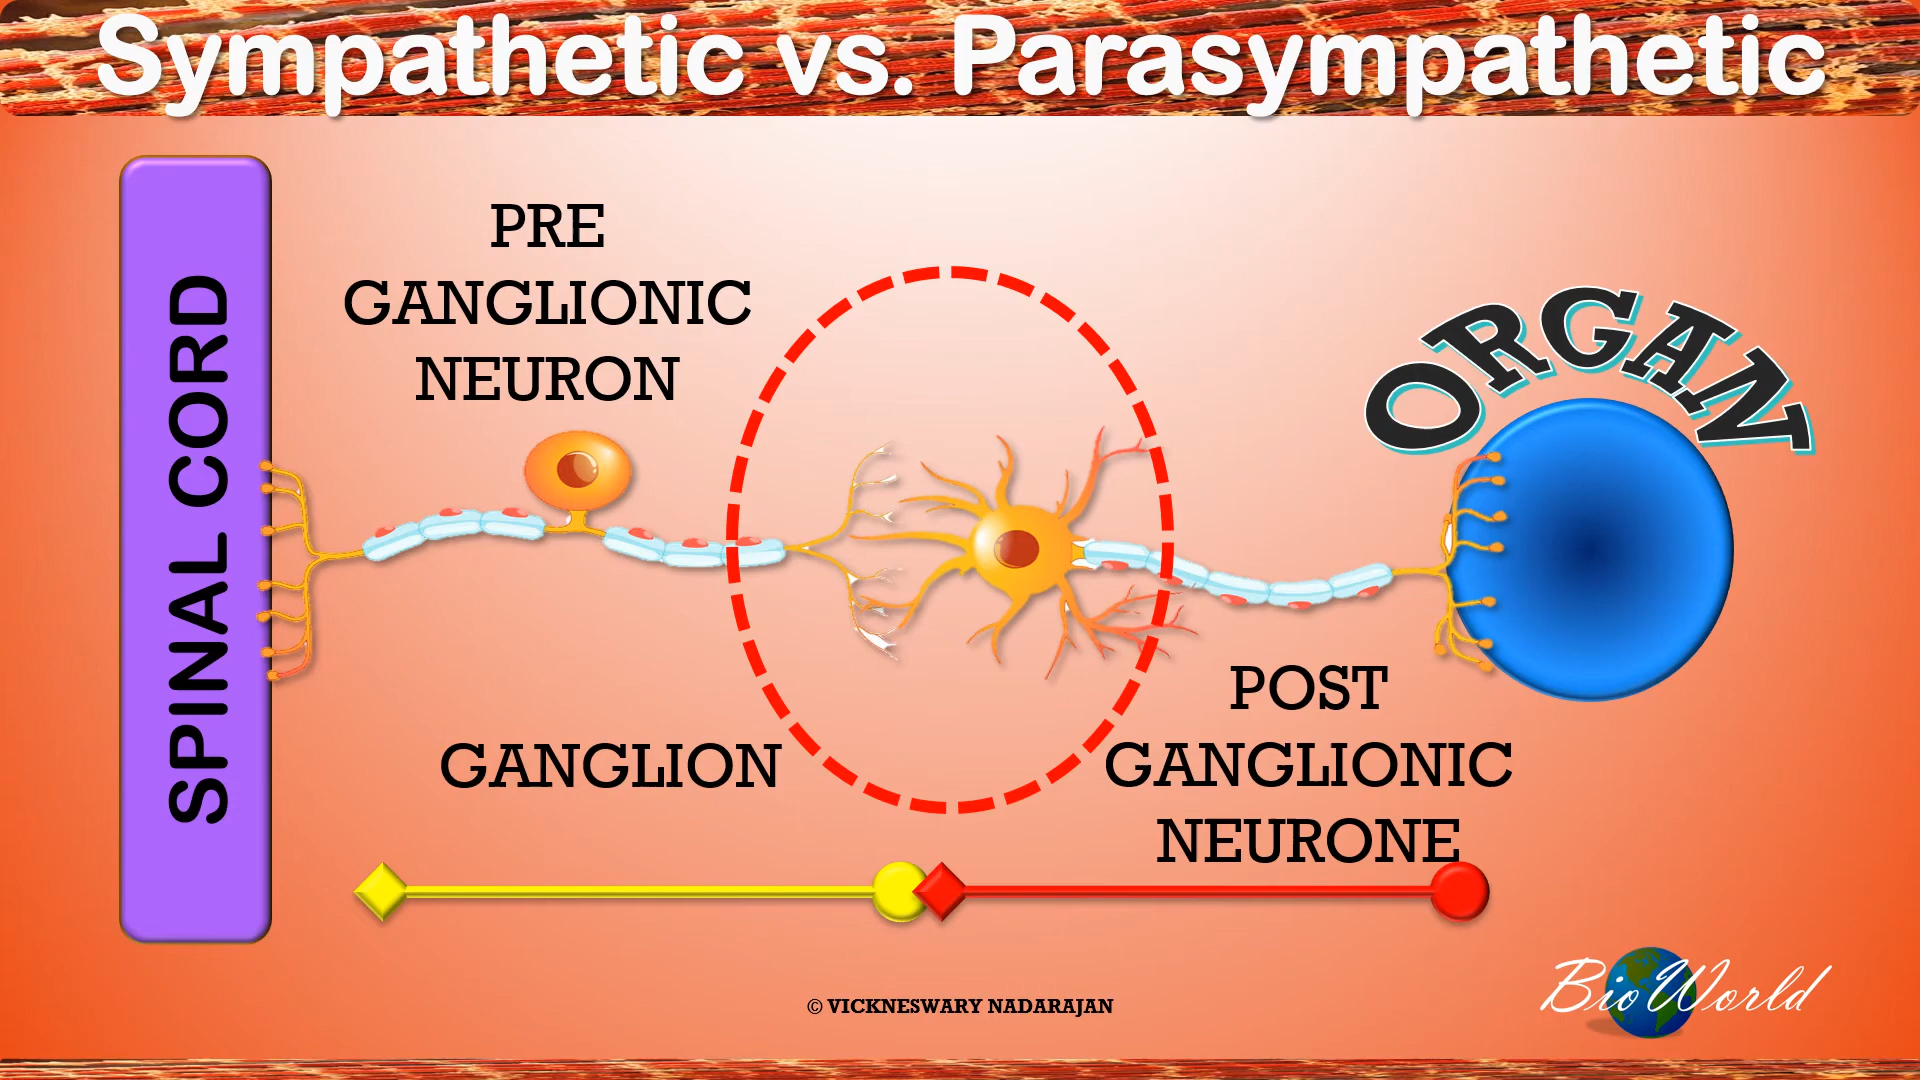 Sympathetic vs. Parasympathetic
SPINAL CORD
PRE
GANGLIONIC
NEURON
ORGAN
GANGLION
POST
GANGLIONIC
NEURONE
© VICKNESWARY NADARAJAN
BioWorld